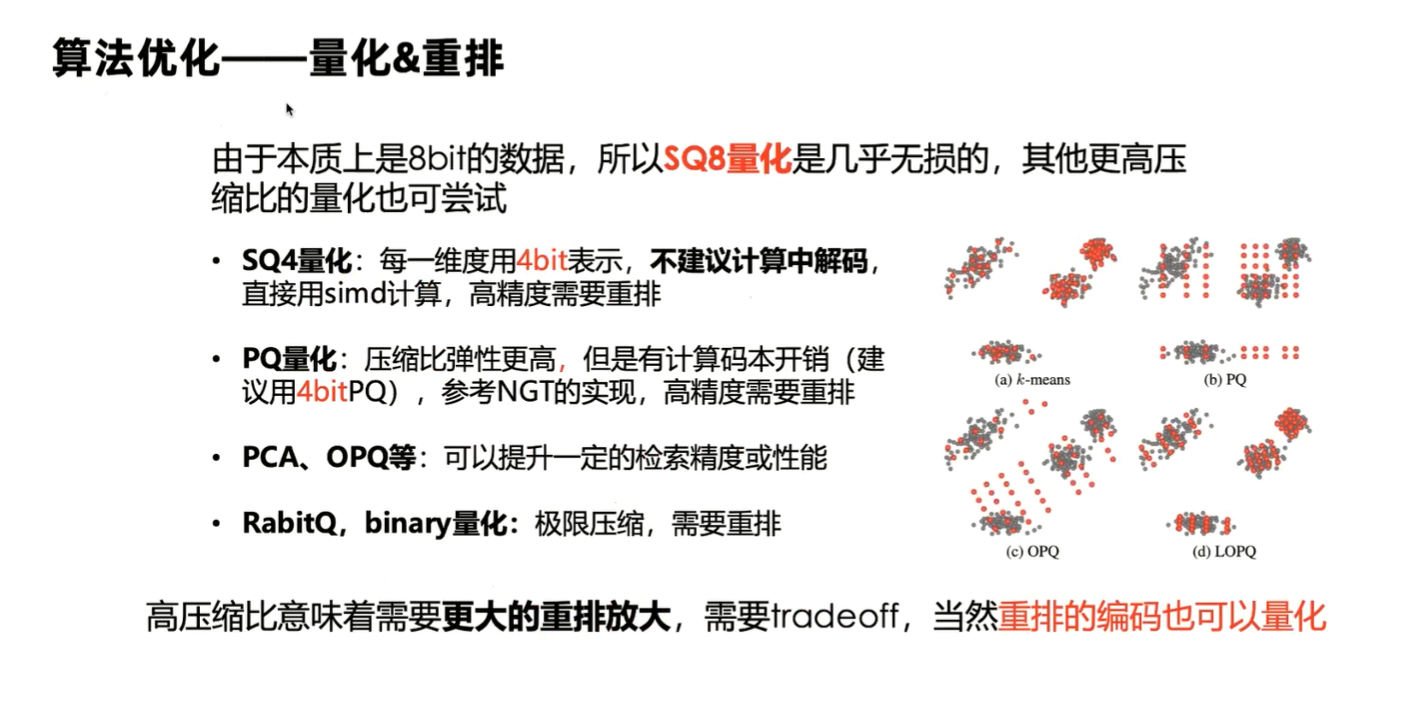 算法优化——量化&重排
由于本质上是8bit的数据，所以SQ8量化是几乎无损的，其他更高压
缩比的量化也可尝试
• SQ4量化：每一维度用4bit表示，不建议计算中解码，
直接用simd计算，高精度需要重排
• PQ量化：压缩比弹性更高，但是有计算码本开销（建
议用4bitPQ），参考NGT的实现，高精度需要重排
• PCA、OPQ等：可以提升一定的检索精度或性能
• RabitQ，binary量化：极限压缩，需要重排
(a) k-means
(b) PQ
(c) OPQ
(d) LOPQ
高压缩比意味着需要更大的重排放大，需要tradeoff，当然重排的编码也可以量化